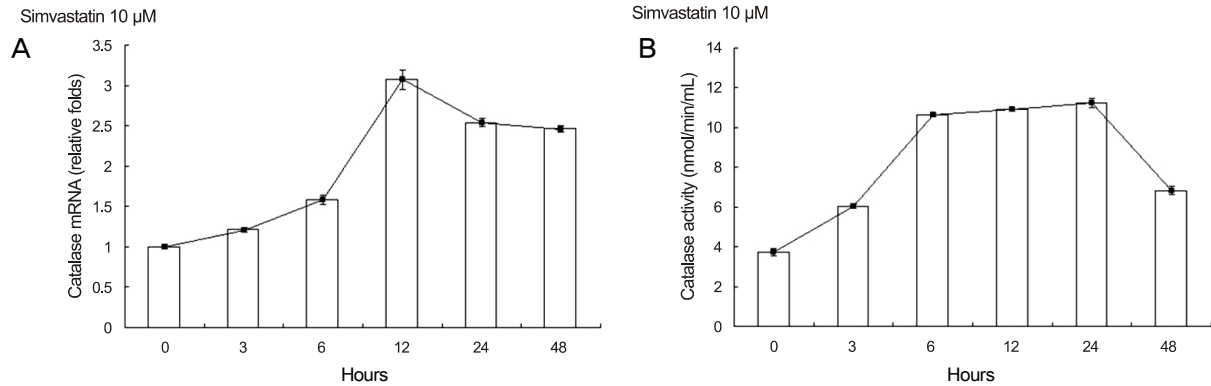 Simvastatin 10 μM
A
Catalase mRNA (relative folds)
3.5
3
2.5
2
1.5
1
0.5
0
0 3 6 12 24 48
Hours
Simvastatin 10 μM
B
Catalase activity (nmol/min/mL)
14
12
10
8
6
4
2
0
0 3 6 12 24 48
Hours